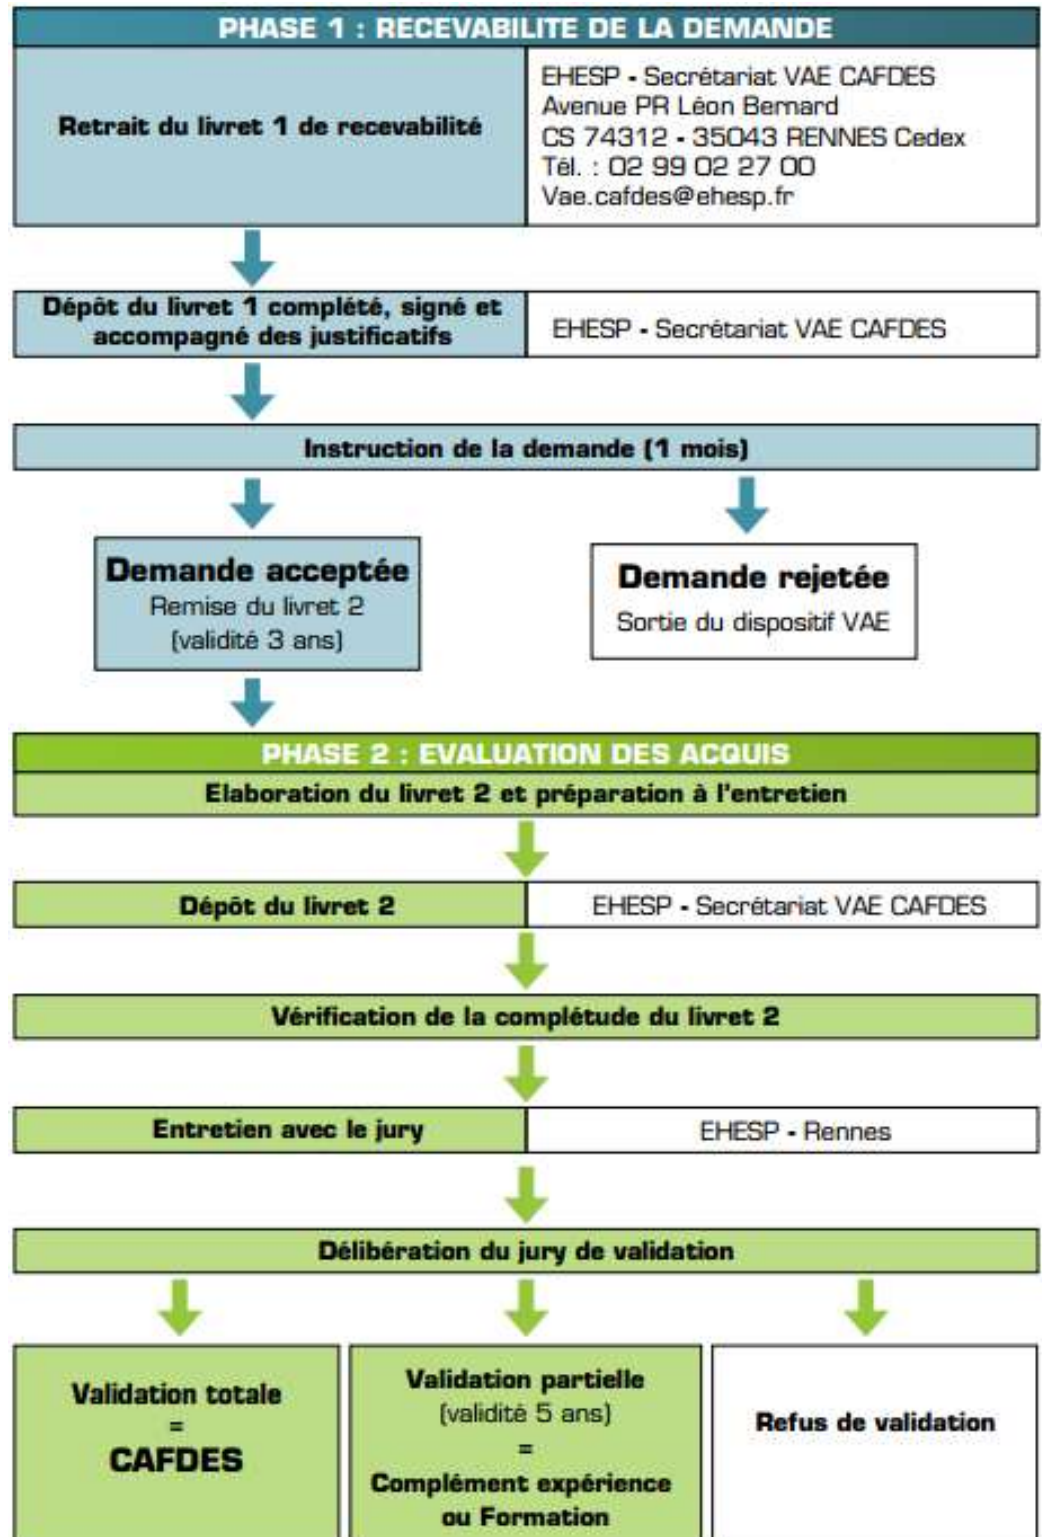 PHASE 1 : RECEVABILITE DE LA DEMANDE
Retrait du livret 1 de recevabilité
EHESP - Secrétariat VAE CAFDES
Avenue PR Léon Bernard
CS 74312 - 35043 RENNES Cedex
Tél. : 02 99 02 27 00
Vae.cafdes@ehesp.fr
Dépôt du livret 1 complété, signé et
accompagné des justificatifs
EHESP - Secrétariat VAE CAFDES
Instruction de la demande (1 mois)
Demande acceptée
Remise du livret 2
(validité 3 ans)
Demande rejetée
Sortie du dispositif VAE
PHASE 2 : EVALUATION DES ACQUIS
Elaboration du livret 2 et préparation à l'entretien
Dépôt du livret 2
EHESP - Secrétariat VAE CAFDES
Vérification de la complétude du livret 2
Entretien avec le jury
EHESP - Rennes
Délibération du jury de validation
Validation totale
=
CAFDES
Validation partielle
(validité 5 ans)
=
Complément expérience
ou Formation
Refus de validation